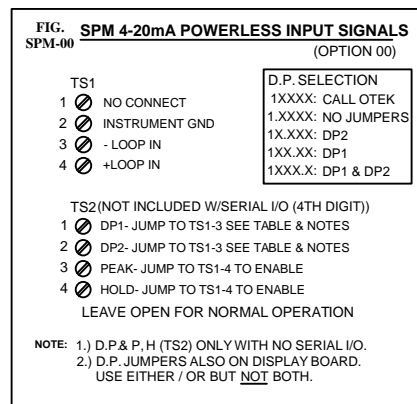 FIG. SPM-00
SPM 4-20mA POWERLESS INPUT SIGNALS
(OPTION 00)
TS1
1 NO CONNECT
2 INSTRUMENT GND
3 - LOOP IN
4 +LOOP IN
D.P. SELECTION
1XXXX: CALL OTEK
1.XXXX: NO JUMPERS
1X.XXX: DP2
1XX.XX: DP1
1XXX.X: DP1 & DP2
TS2(NOT INCLUDED W/SERIAL I/O (4TH DIGIT))
1 DP1- JUMP TO TS1-3 SEE TABLE & NOTES
2 DP2- JUMP TO TS1-3 SEE TABLE & NOTES
3 PEAK- JUMP TO TS1-4 TO ENABLE
4 HOLD- JUMP TO TS1-4 TO ENABLE
LEAVE OPEN FOR NORMAL OPERATION
NOTE: 1.) D.P.& P, H (TS2) ONLY WITH NO SERIAL I/O.
2.) D.P. JUMPERS ALSO ON DISPLAY BOARD.
USE EITHER / OR BUT NOT BOTH.